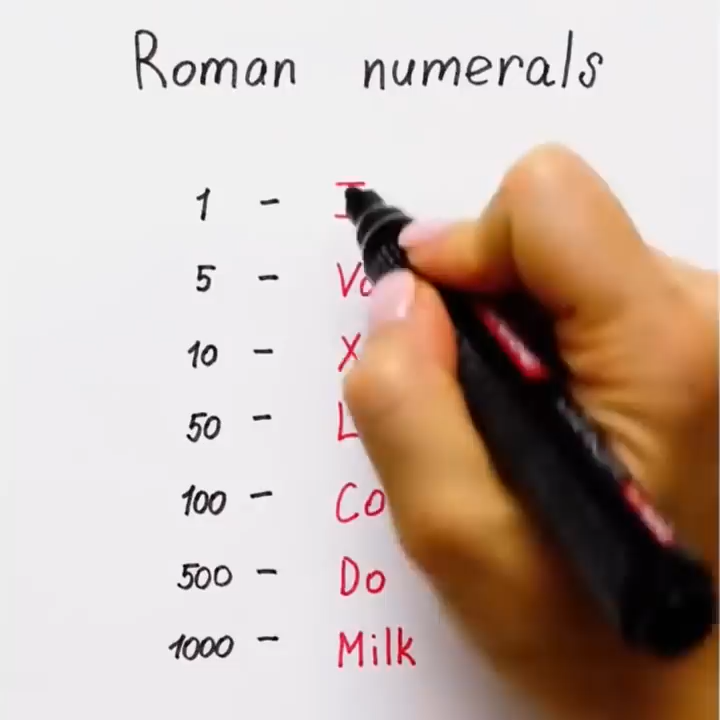 Roman numerals
1 - I
5 - Vo
10 - X
50 - L
100 - Co
500 - Do
1000 - Milk